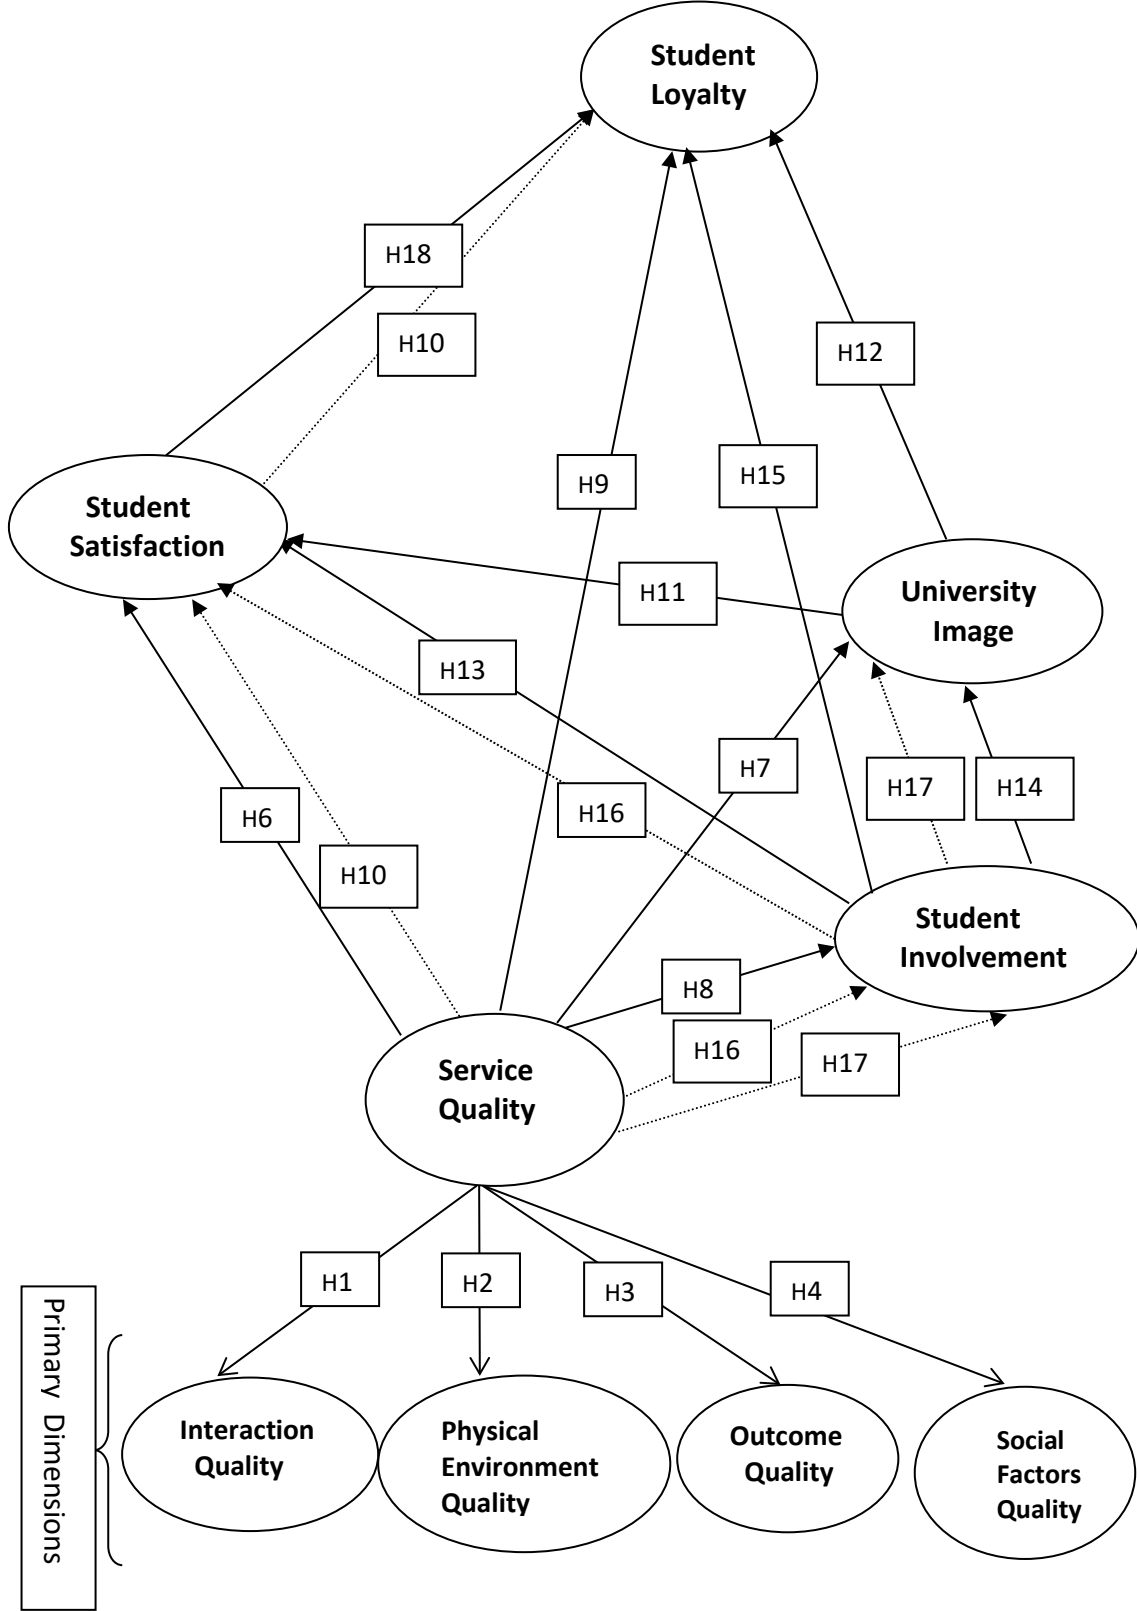 Student
Loyalty
H18
H10
H12
H9
H15
Student
Satisfaction
H11
University
Image
H13
H7
H17
H14
H6
H16
H10
Student
Involvement
H8
H16
H17
Service
Quality
H1
H2
H3
H4
Primary Dimensions
Interaction
Quality
Physical
Environment
Quality
Outcome
Quality
Social
Factors
Quality